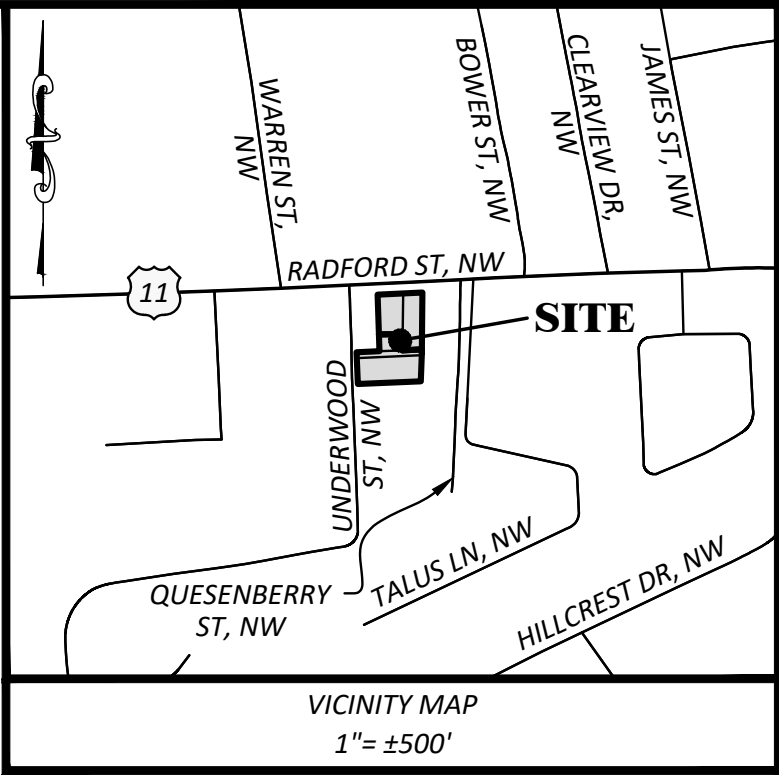 WARREN ST,
NW
BOWER ST, NW
CLEARVIEW DR,
NW
JAMES ST, NW
RADFORD ST, NW
11
SITE
UNDERWOOD
ST, NW
QUESENBERRY
ST, NW
TALUS LN, NW
HILLCREST DR, NW
VICINITY MAP
1"= ±500'